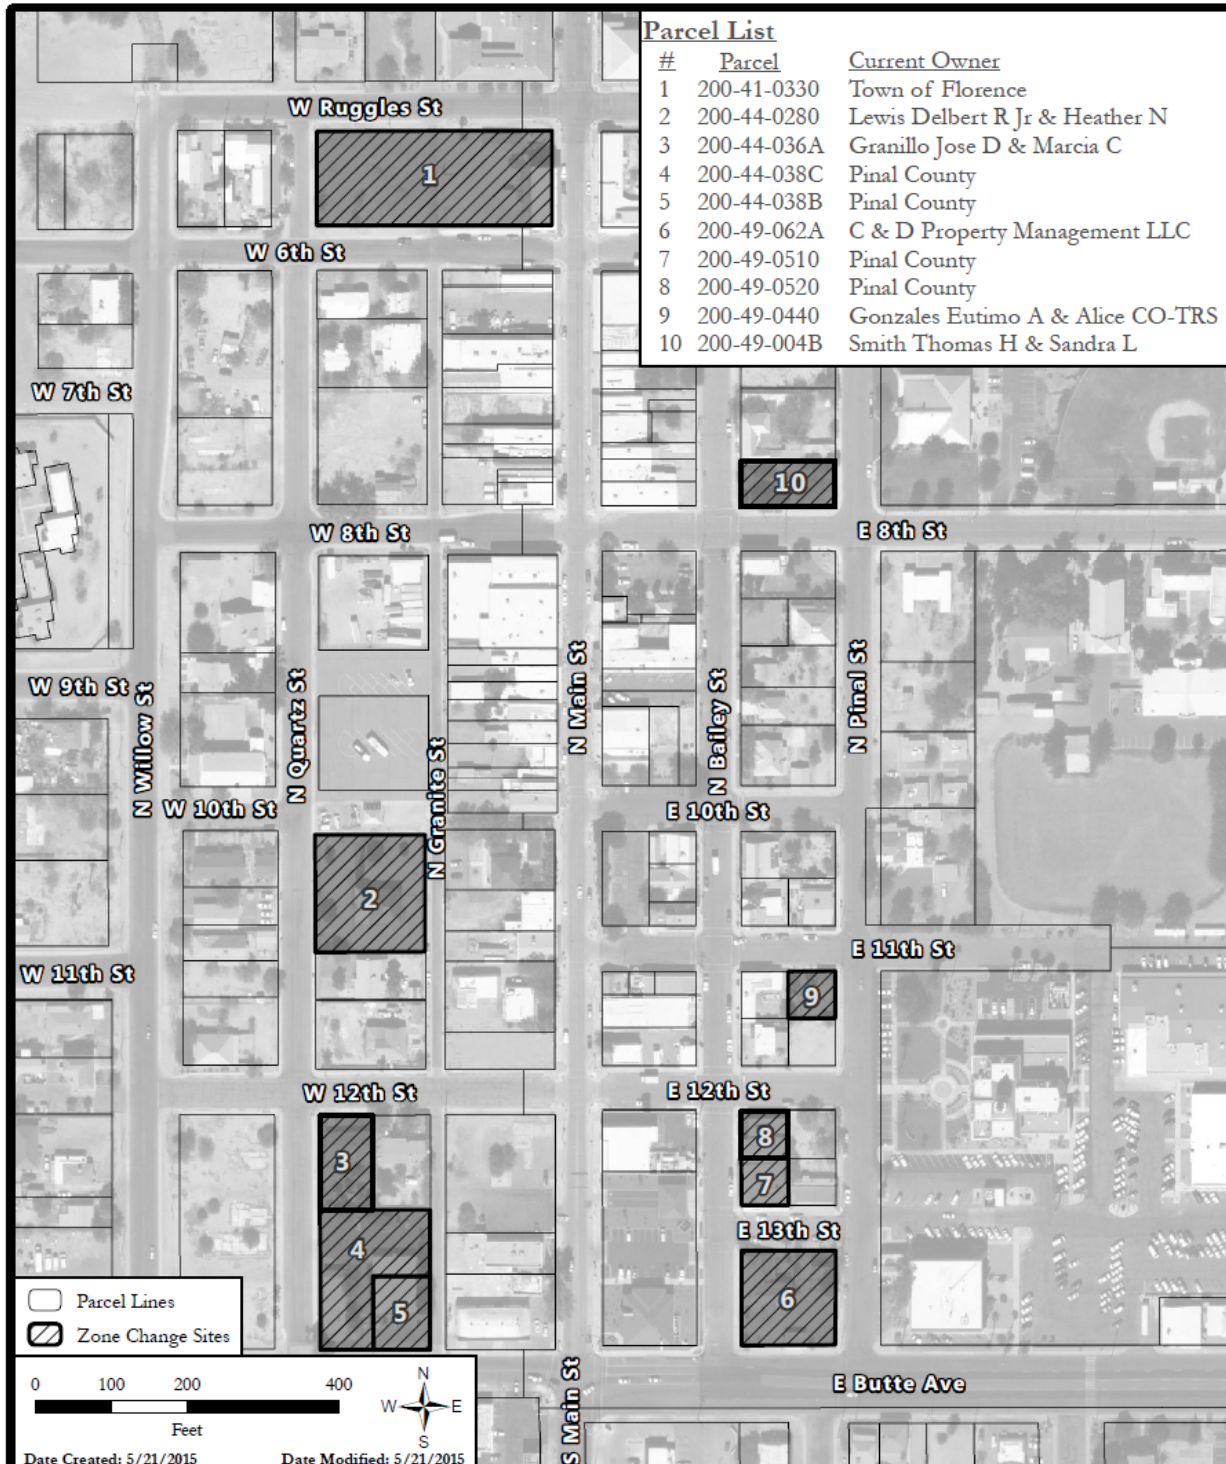 Parcel List
# Parcel Current Owner
1 200-41-0330 Town of Florence
2 200-44-0280 Lewis Delbert R Jr & Heather N
3 200-44-036A Granillo Jose D & Marcia C
4 200-44-038C Pinal County
5 200-44-038B Pinal County
6 200-49-062A C & D Property Management LLC
7 200-49-0510 Pinal County
8 200-49-0520 Pinal County
9 200-49-0440 Gonzales Eutimo A & Alice CO-TRS
10 200-49-004B Smith Thomas H & Sandra L
W Ruggles St
1
W 6th St
W 7th St
10
W 8th St
E 8th St
W 9th St
N Willow St
N Quartz St
N Granite St
N Main St
N Bailey St
N Pinal St
W 10th St
E 10th St
2
W 11th St
E 11th St
9
W 12th St
E 12th St
3
8
7
4
E 13th St
5
6
Parcel Lines
Zone Change Sites
E Butte Ave
S Main St
0 100 200 400
Feet
N
W E
S
Date Created: 5/21/2015 Date Modified: 5/21/2015